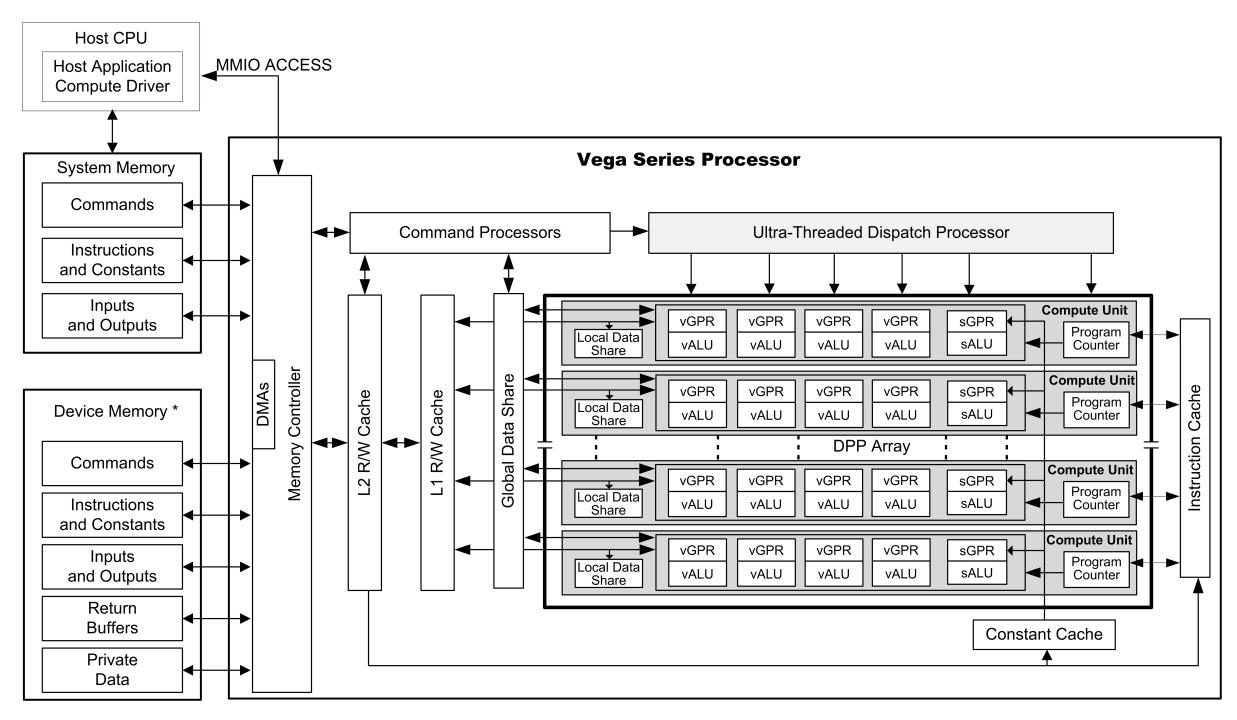 Host CPU
Host Application
Compute Driver
MMIO ACCESS
System Memory
Commands
Instructions
and Constants
Inputs
and Outputs
Device Memory *
Commands
Instructions
and Constants
Inputs
and Outputs
Return
Buffers
Private
Data
Vega Series Processor
DMAs
Memory Controller
Command Processors
Ultra-Threaded Dispatch Processor
L2 R/W Cache
L1 R/W Cache
Global Data Share
Compute Unit
Local Data
Share
vGPR vGPR vGPR vGPR sGPR
vALU vALU vALU vALU sALU
Program
Counter
Compute Unit
Local Data
Share
vGPR vGPR vGPR vGPR sGPR
vALU vALU vALU vALU sALU
Program
Counter
DPP Array
Compute Unit
Local Data
Share
vGPR vGPR vGPR vGPR sGPR
vALU vALU vALU vALU sALU
Program
Counter
Compute Unit
Local Data
Share
vGPR vGPR vGPR vGPR sGPR
vALU vALU vALU vALU sALU
Program
Counter
Instruction Cache
Constant Cache